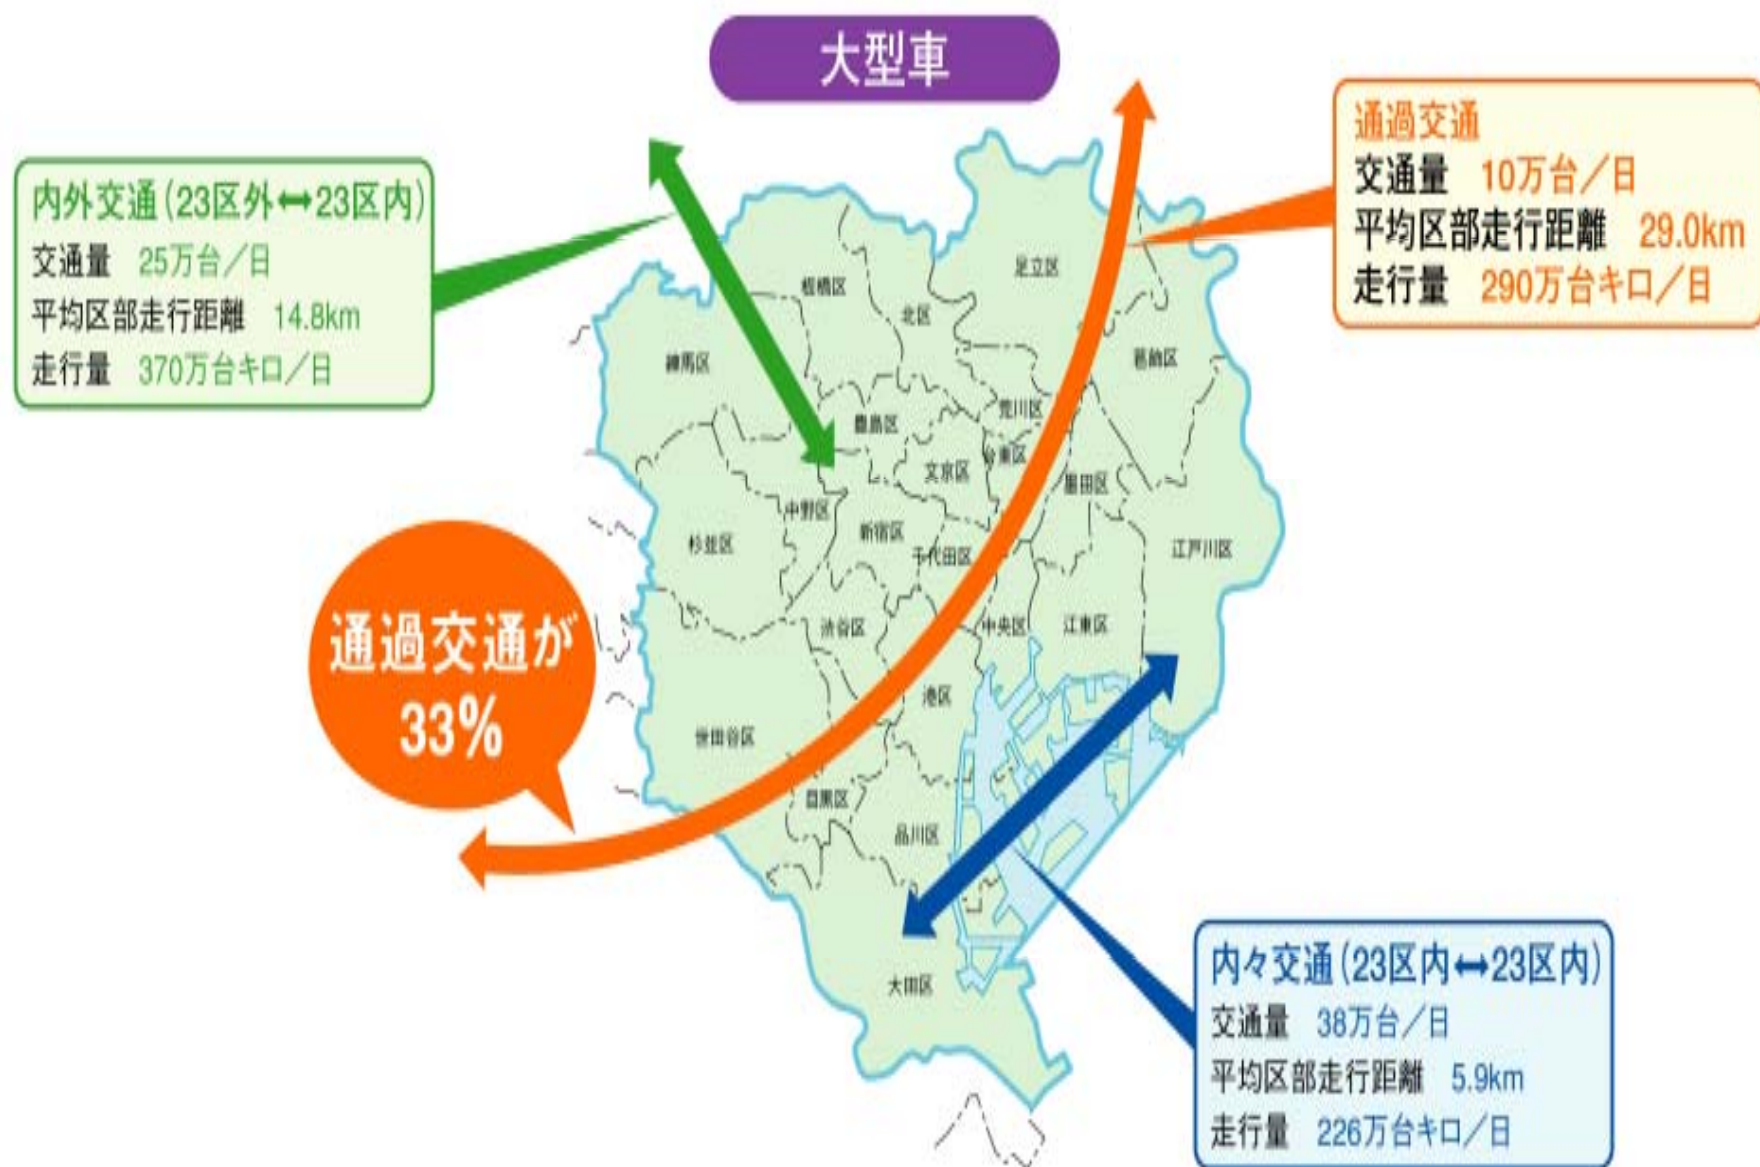 大型車
内外交通(23区外↔23区内)
交通量 25万台/日
平均区部走行距離 14.8km
走行量 370万台キロ/日
通過交通
交通量 10万台/日
平均区部走行距離 29.0km
走行量 290万台キロ/日
足立区
板橋区
北区
練馬区
葛飾区
荒川区
豊島区
台東区
文京区
墨田区
中野区
新宿区
杉並区
千代田区
江戸川区
渋谷区
中央区
江東区
通過交通が
33%
港区
世田谷区
目黒区
品川区
大田区
内々交通(23区内↔23区内)
交通量 38万台/日
平均区部走行距離 5.9km
走行量 226万台キロ/日